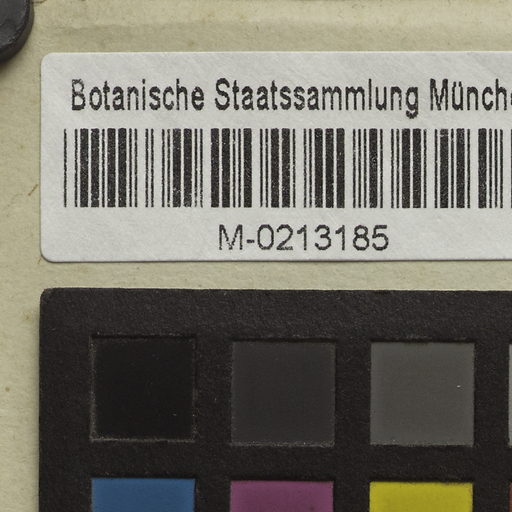 Botanische Staatssammlung Münch
M-0213185